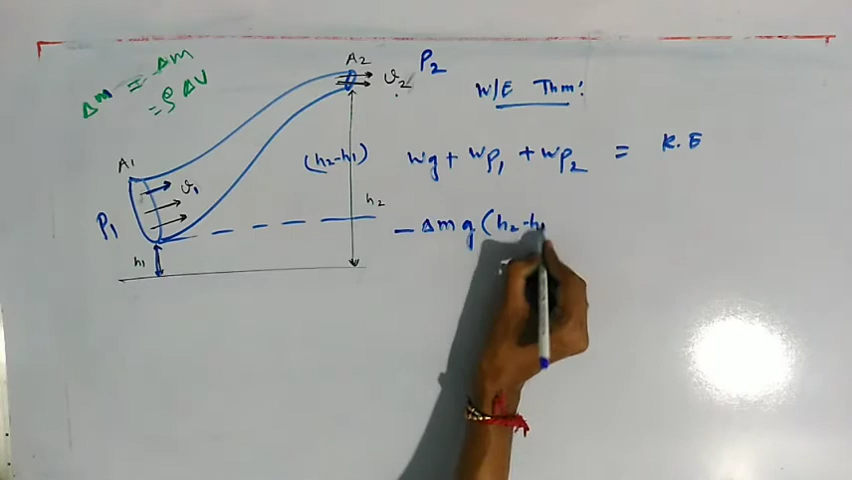 Δm = Δm
= ρ ΔV
A2
P2
v2
W/E Thm:
A1
(h2-h1)
Wg + Wp1 + Wp2 = K.E
v1
h2
P1
- Δm g (h2-h1
h1